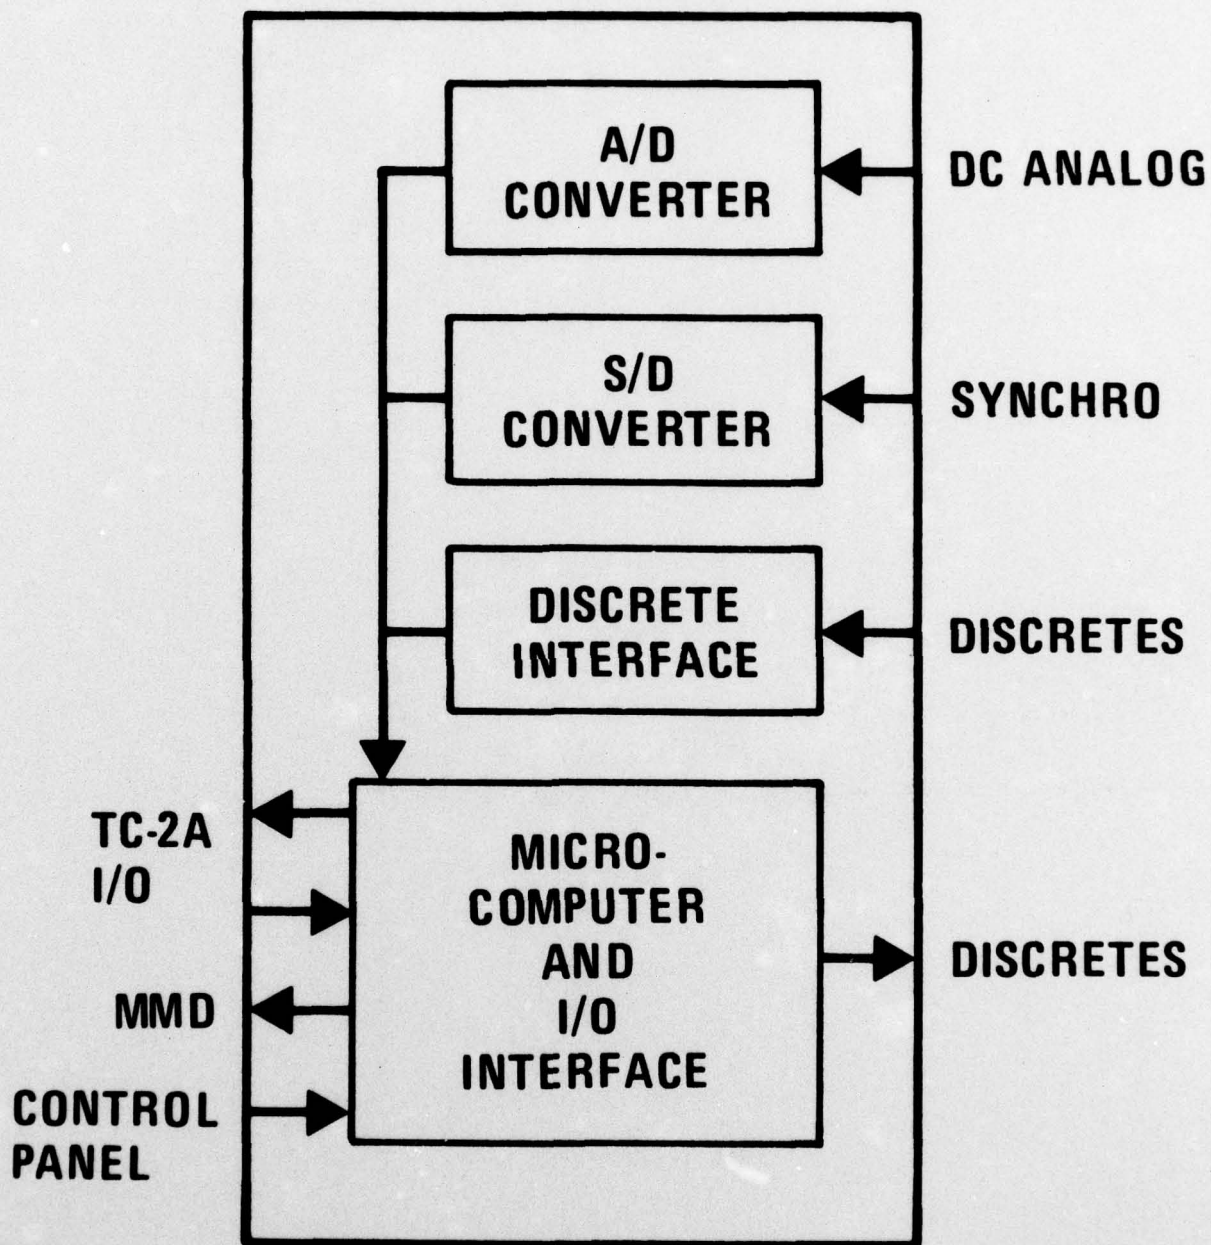 A/D
CONVERTER
DC ANALOG
S/D
CONVERTER
SYNCHRO
DISCRETE
INTERFACE
DISCRETES
TC-2A
I/O
MMD
CONTROL
PANEL
MICRO-
COMPUTER
AND
I/O
INTERFACE
DISCRETES